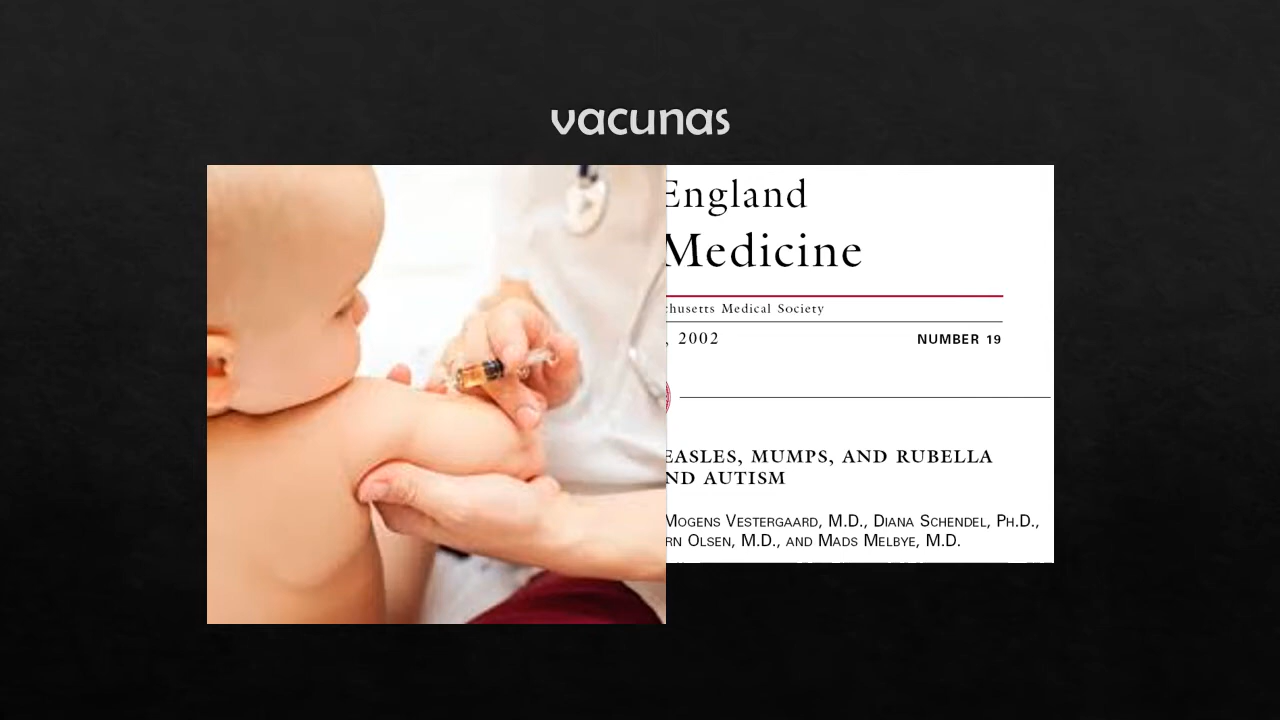 vacunas
England
Medicine
chusetts Medical Society
, 2002 NUMBER 19
EASLES, MUMPS, AND RUBELLA
ND AUTISM
MOGENS VESTERGAARD, M.D., DIANA SCHENDEL, PH.D.,
RN OLSEN, M.D., AND MADS MELBYE, M.D.